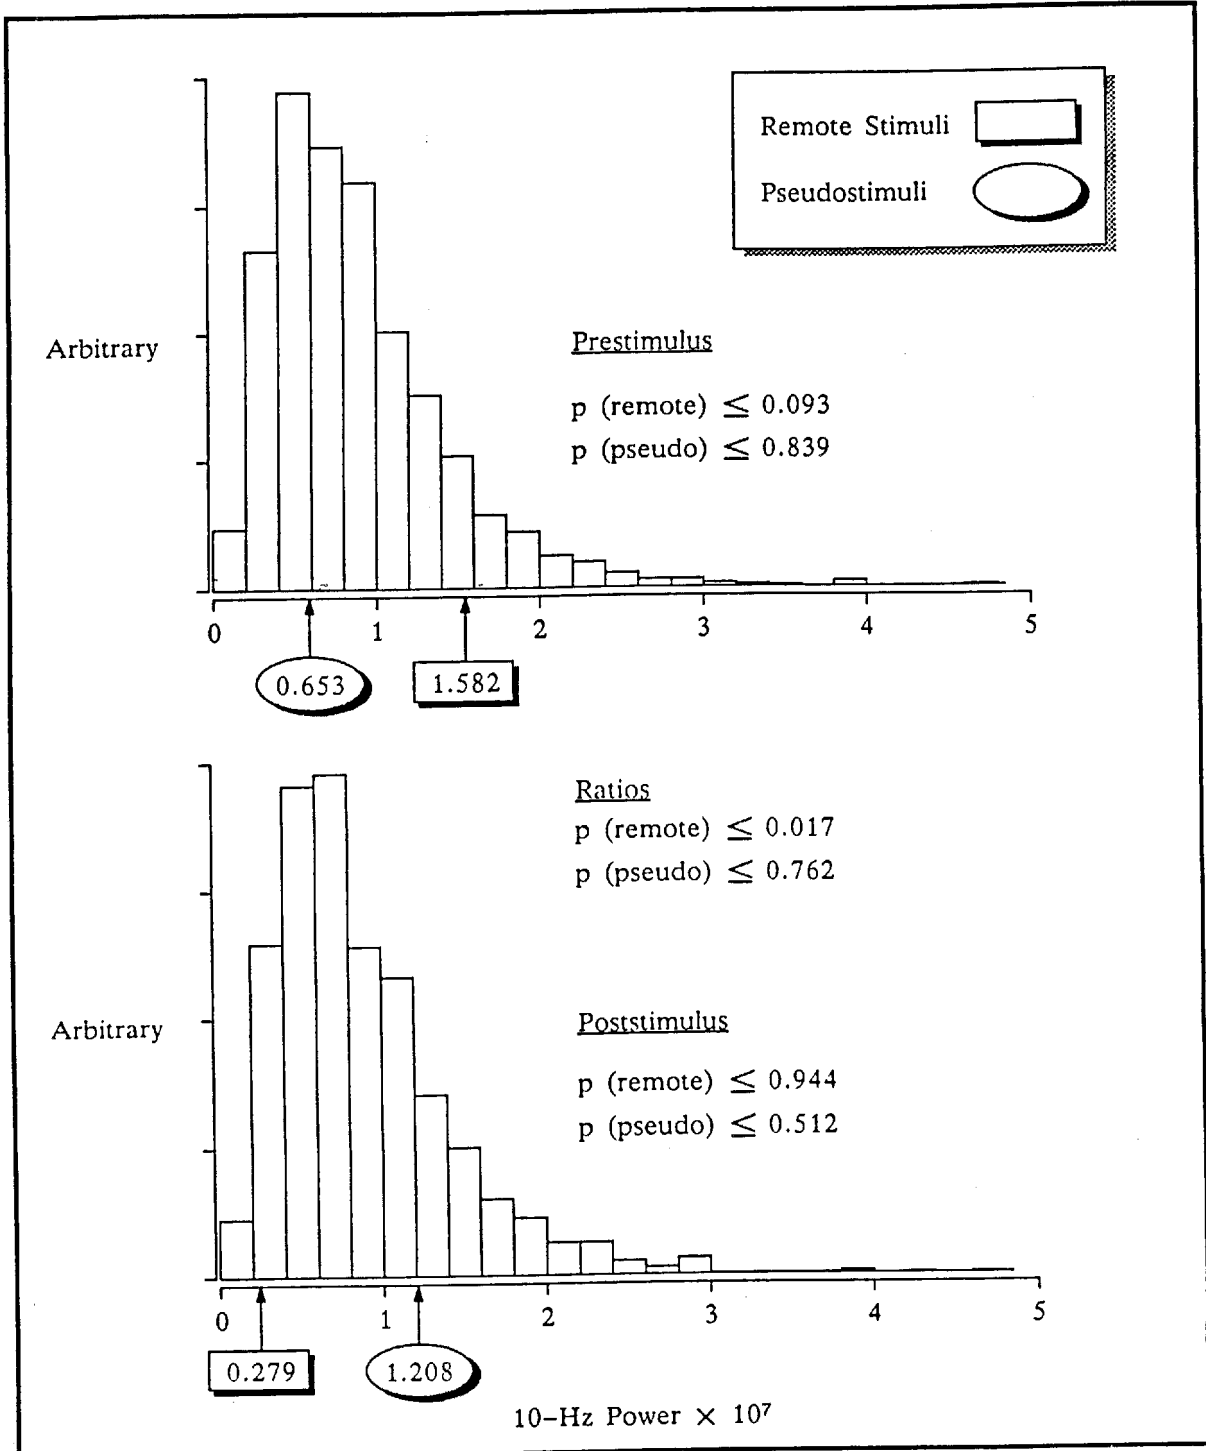 Remote Stimuli
Pseudostimuli
Arbitrary
Prestimulus
p (remote) ≤ 0.093
p (pseudo) ≤ 0.839
0 1 2 3 4 5
0.653 1.582
Ratios
p (remote) ≤ 0.017
p (pseudo) ≤ 0.762
Arbitrary
Poststimulus
p (remote) ≤ 0.944
p (pseudo) ≤ 0.512
0 1 2 3 4 5
0.279 1.208
10–Hz Power × 10⁷